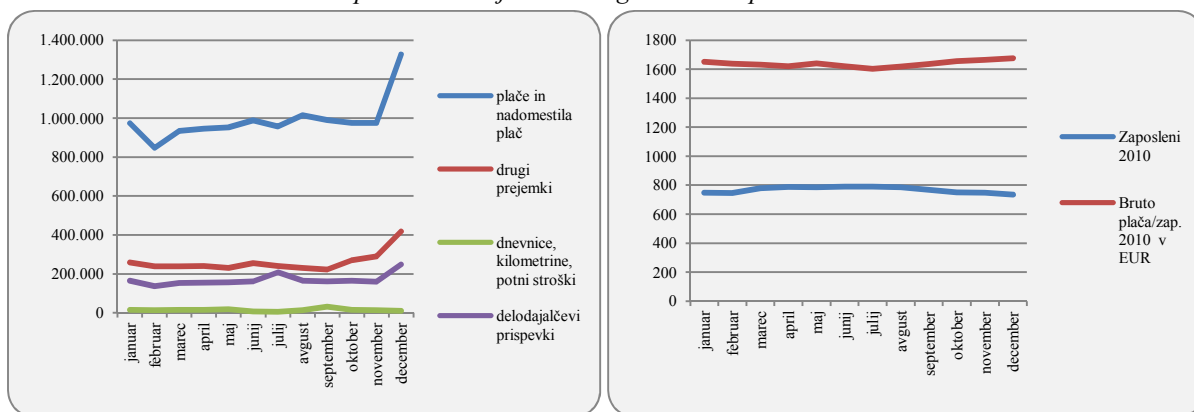 1.400.000
1.200.000
1.000.000
800.000
600.000
400.000
200.000
0
januar
februar
marec
april
maj
junij
julij
avgust
september
oktober
november
december
plače in
nadomestila
plač
drugi
prejemki
dnevnice,
kilometrine,
potni stroški
delodajalčevi
prispevki
1800
1600
1400
1200
1000
800
600
400
200
0
januar
februar
marec
april
maj
junij
julij
avgust
september
oktober
november
december
Zaposleni
2010
Bruto
plača/zap.
2010 v
EUR